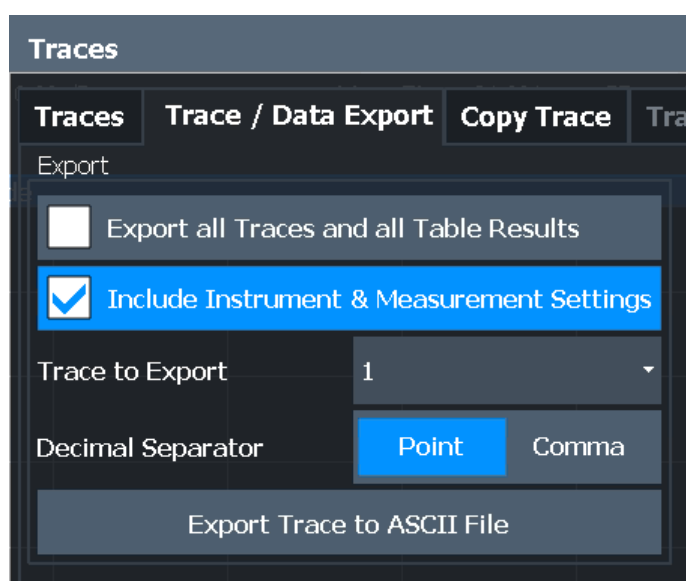 Traces
Traces Trace / Data Export Copy Trace Tra
Export
Export all Traces and all Table Results
Include Instrument & Measurement Settings
Trace to Export 1
Decimal Separator Point Comma
Export Trace to ASCII File